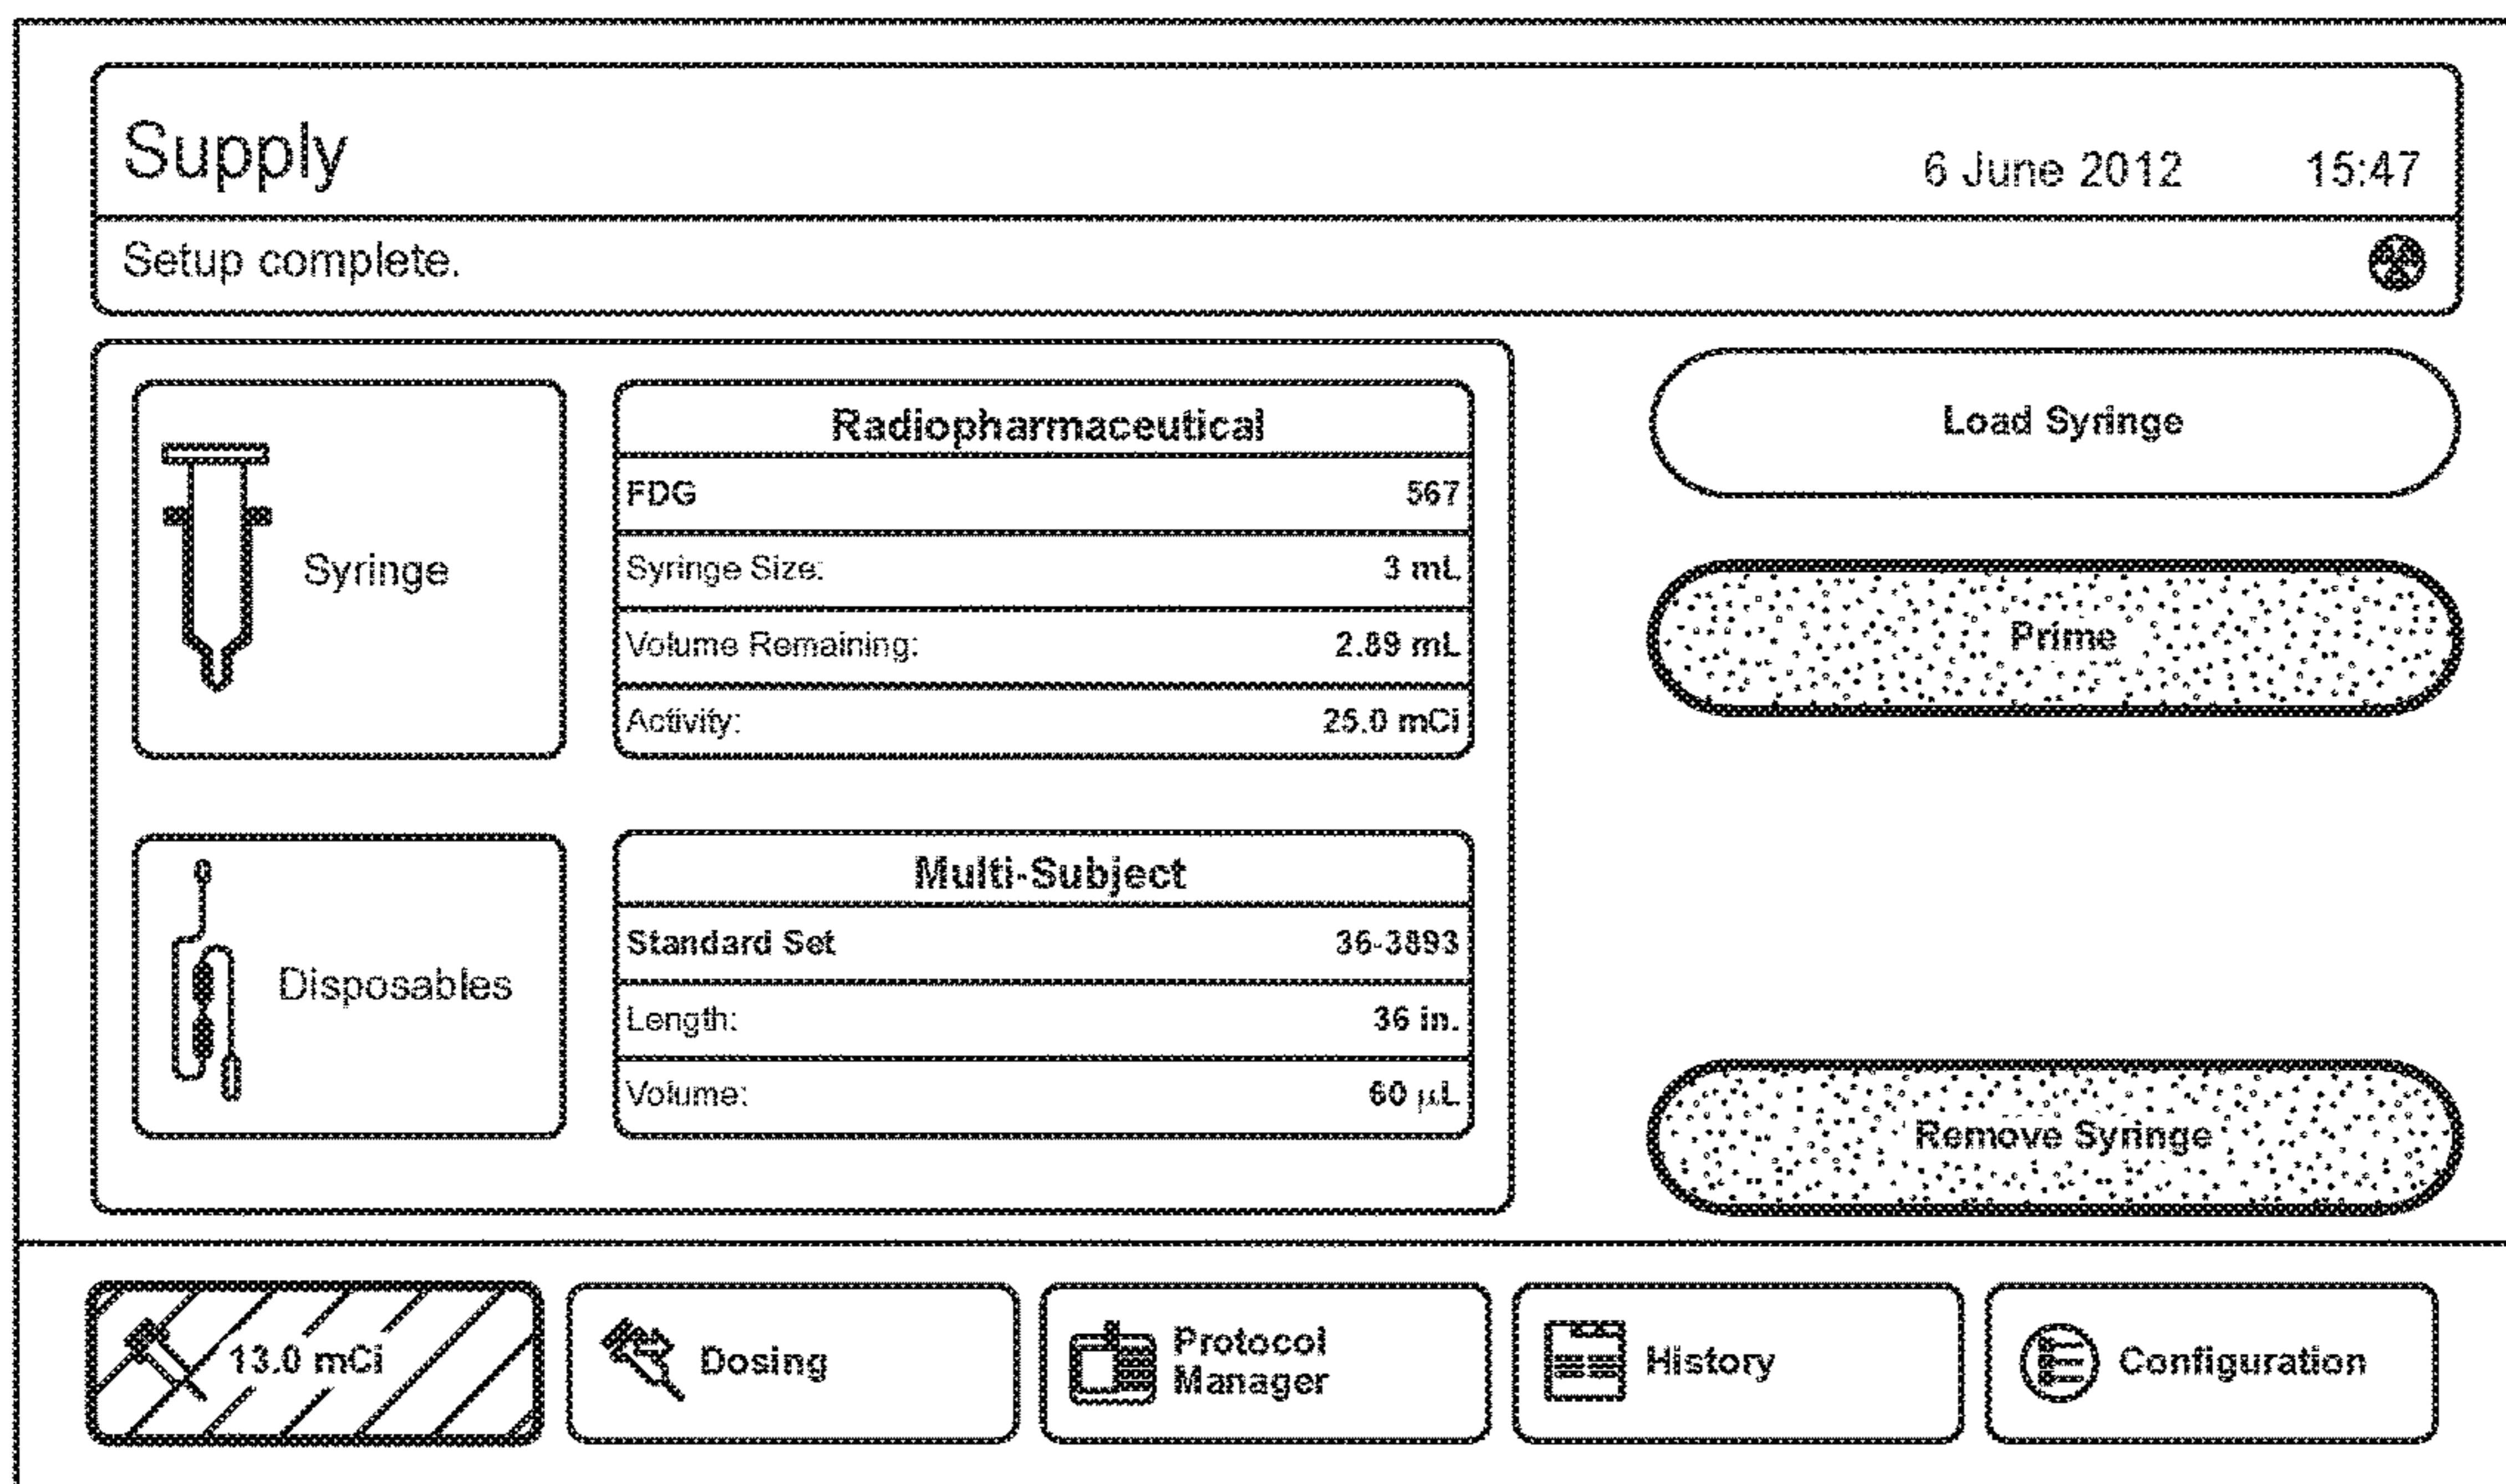 Supply
6 June 2012 15:47
Setup complete.
Syringe
Radiopharmaceutical
FDG 567
Syringe Size: 3 mL
Volume Remaining: 2.89 mL
Activity: 25.0 mCi
Load Syringe
Prime
Disposables
Multi-Subject
Standard Set 36-3893
Length: 36 in.
Volume: 60 μL
Remove Syringe
13.0 mCi
Dosing
Protocol
Manager
History
Configuration